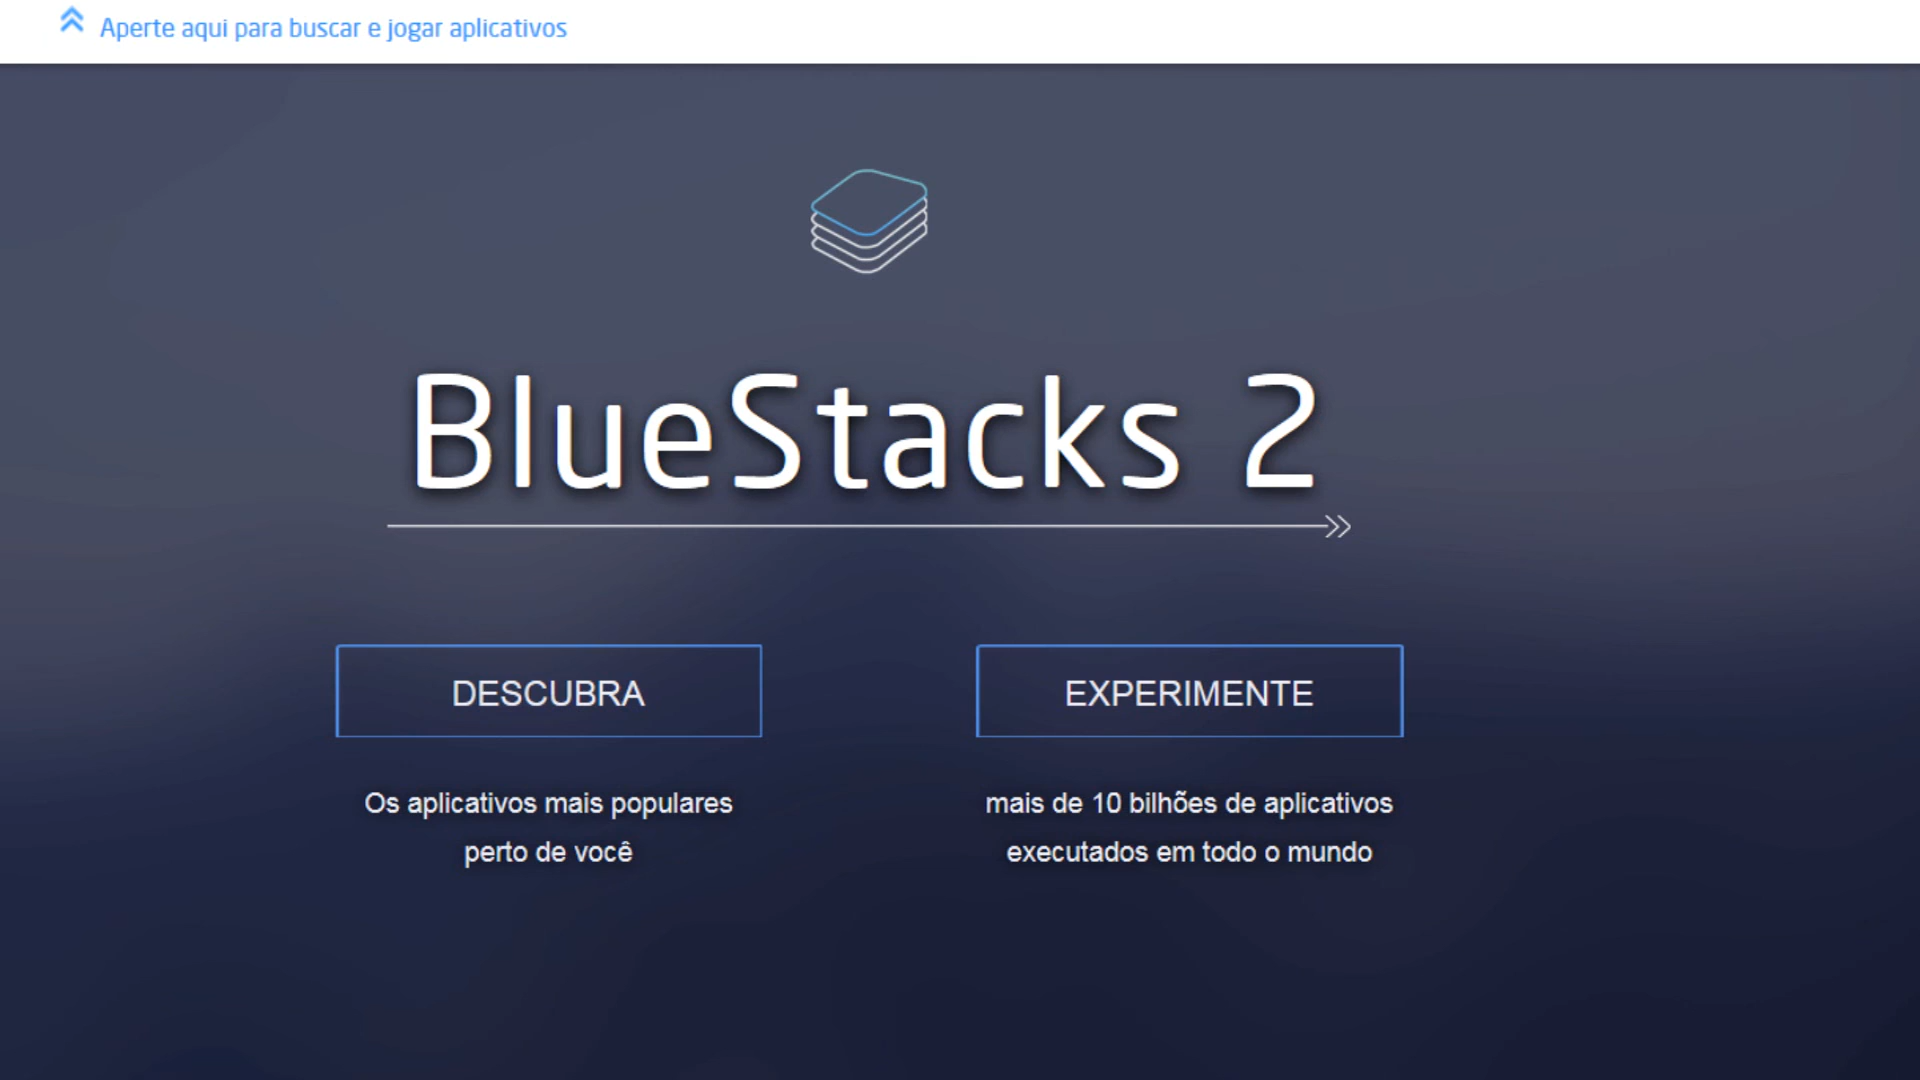 Aperte aqui para buscar e jogar aplicativos
BlueStacks 2
DESCUBRA
EXPERIMENTE
Os aplicativos mais populares
perto de você
mais de 10 bilhões de aplicativos
executados em todo o mundo